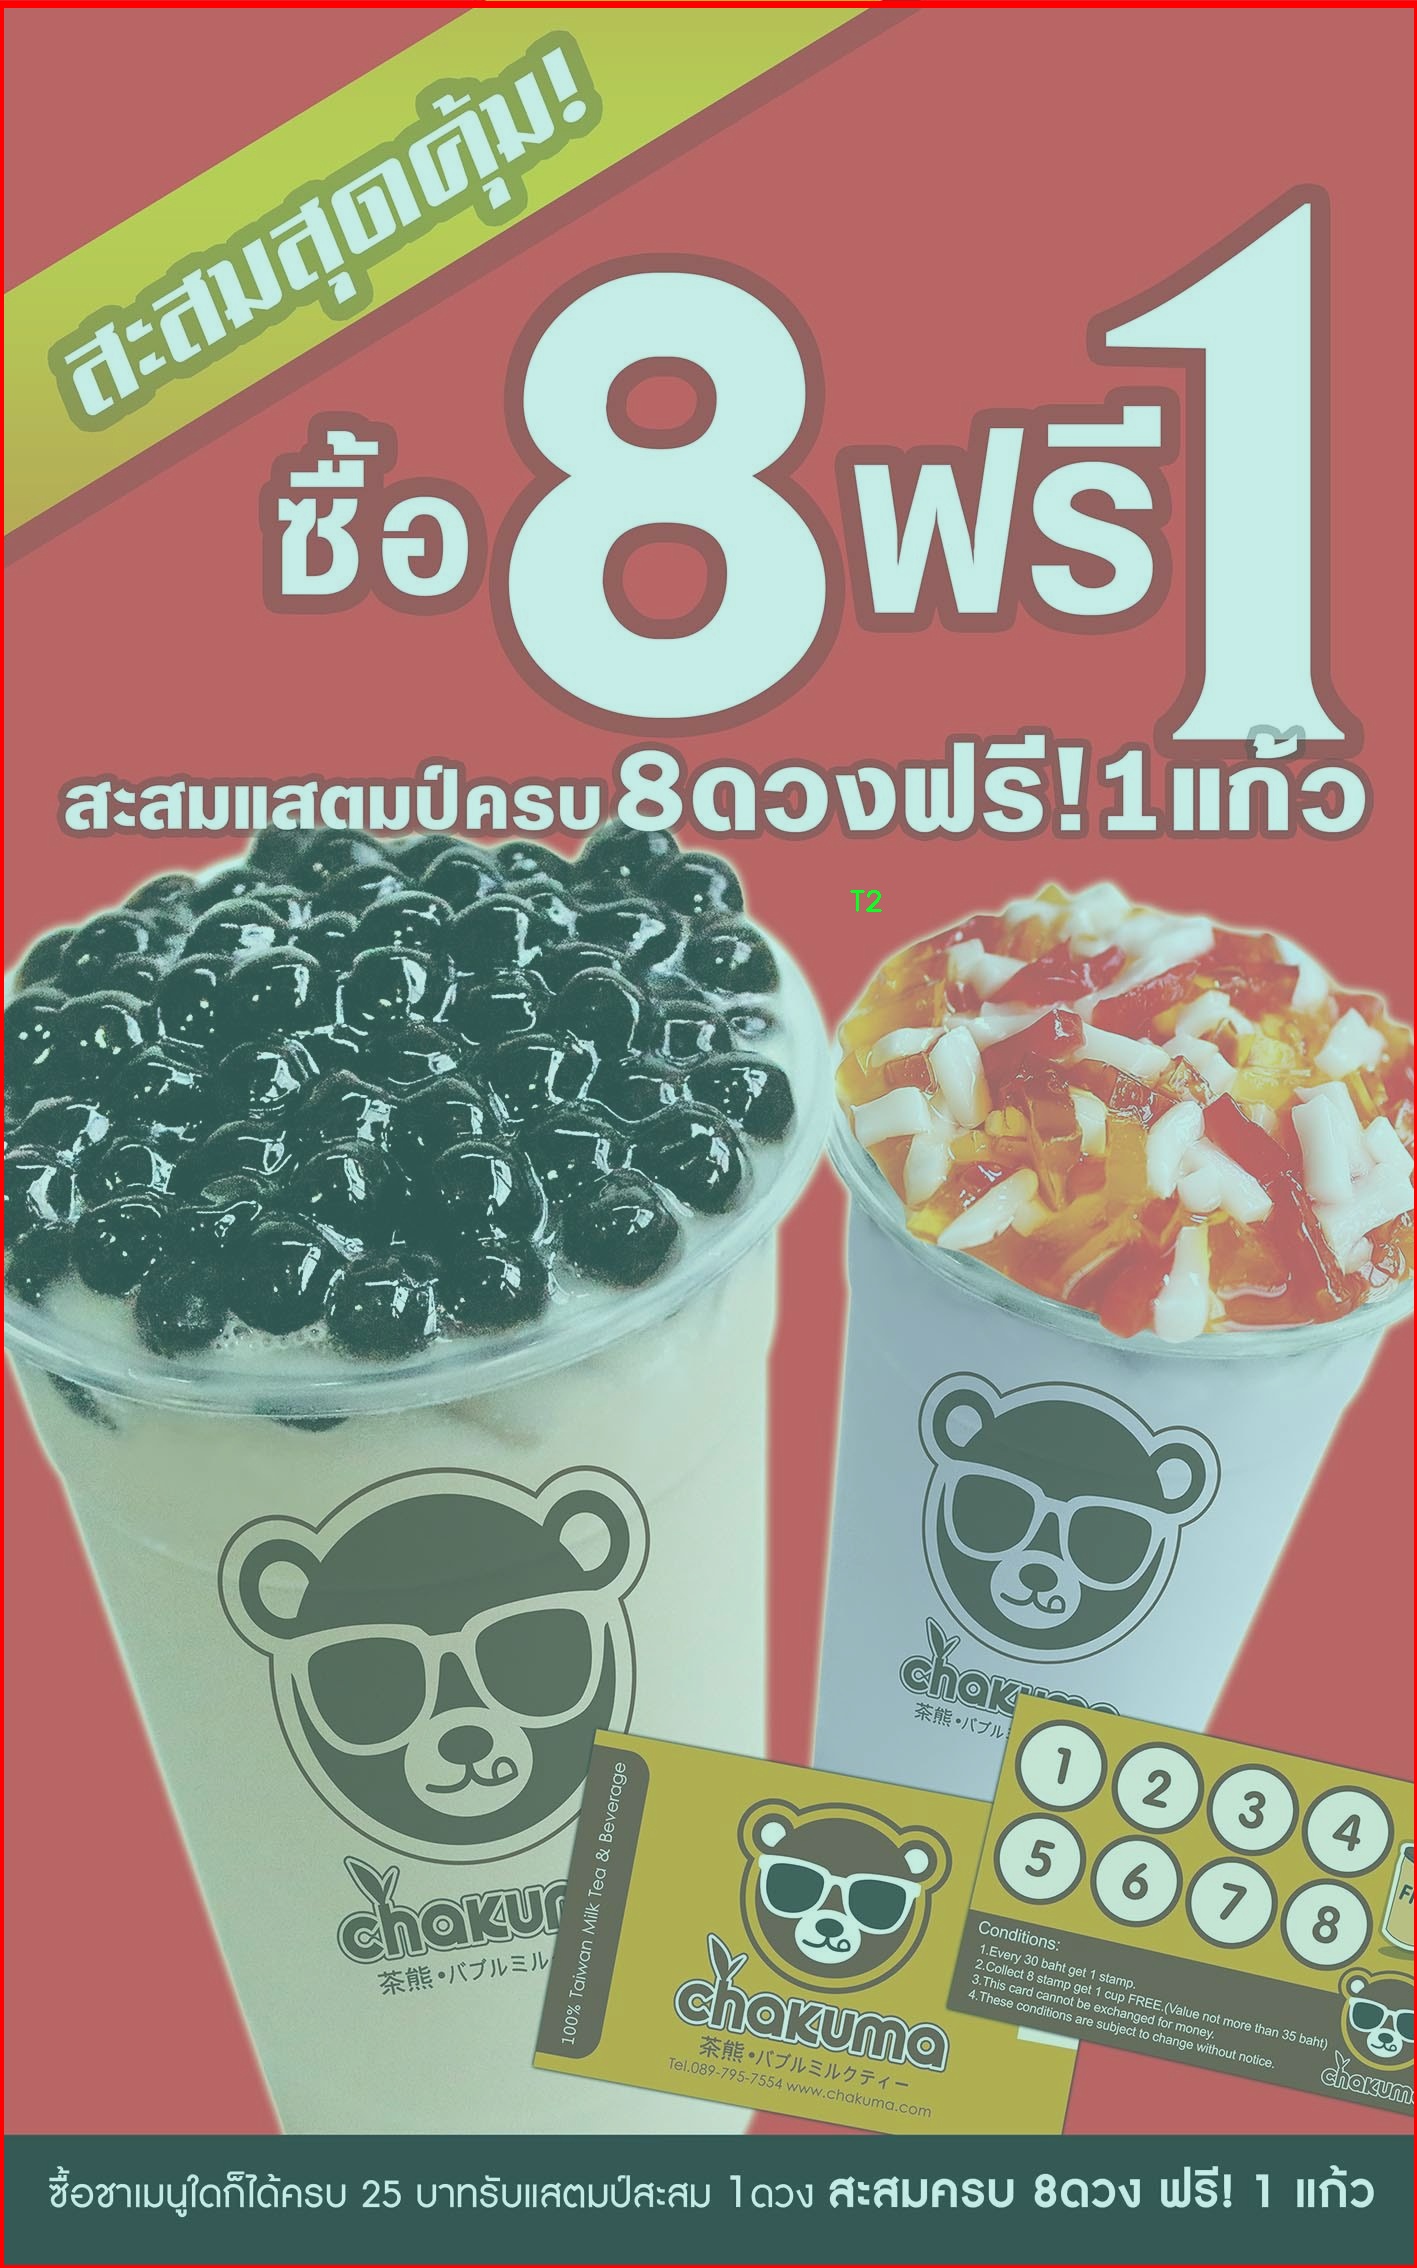 สะสมสุดคุ้ม!
ซื้อ 8 ฟรี 1
สะสมแสตมป์ครบ 8ดวงฟรี! 1แก้ว
T2
chakuma
茶熊・バブル
chakum
茶熊・バブルミル
100% Taiwan Milk Tea & Beverage
chakuma
茶熊・バブルミルクティー
Tel.089-795-7554 www.chakuma.com
1 2 3 4
5 6 7 8
Conditions:
1.Every 30 baht get 1 stamp.
2.Collect 8 stamp get 1 cup FREE.(Value not more than 35 baht)
3.This card cannot be exchanged for money.
4.These conditions are subject to change without notice.
chakum
ซื้อชาเมนูใดก็ได้ครบ 25 บาทรับแสตมป์สะสม 1ดวง สะสมครบ 8ดวง ฟรี! 1 แก้ว